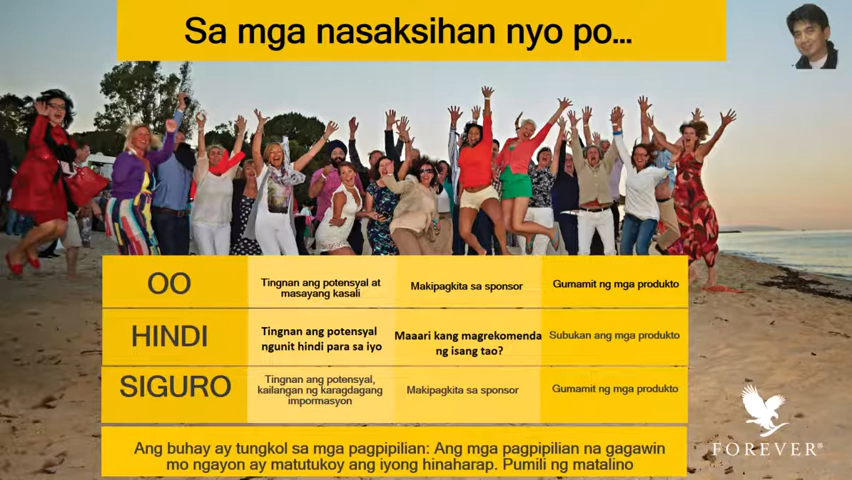 Sa mga nasaksihan nyo po...
OO
Tingnan ang potensyal at
masayang kasali
Makipagkita sa sponsor
Gumamit ng mga produkto
HINDI
Tingnan ang potensyal
ngunit hindi para sa iyo
Maaari kang magrekomenda
ng isang tao?
Subukan ang mga produkto
SIGURO
Tingnan ang potensyal,
kailangan ng karagdagang
impormasyon
Makipagkita sa sponsor
Gumamit ng mga produkto
Ang buhay ay tungkol sa mga pagpipilian: Ang mga pagpipilian na gagawin
mo ngayon ay matutukoy ang iyong hinaharap. Pumili ng matalino
FOREVER®